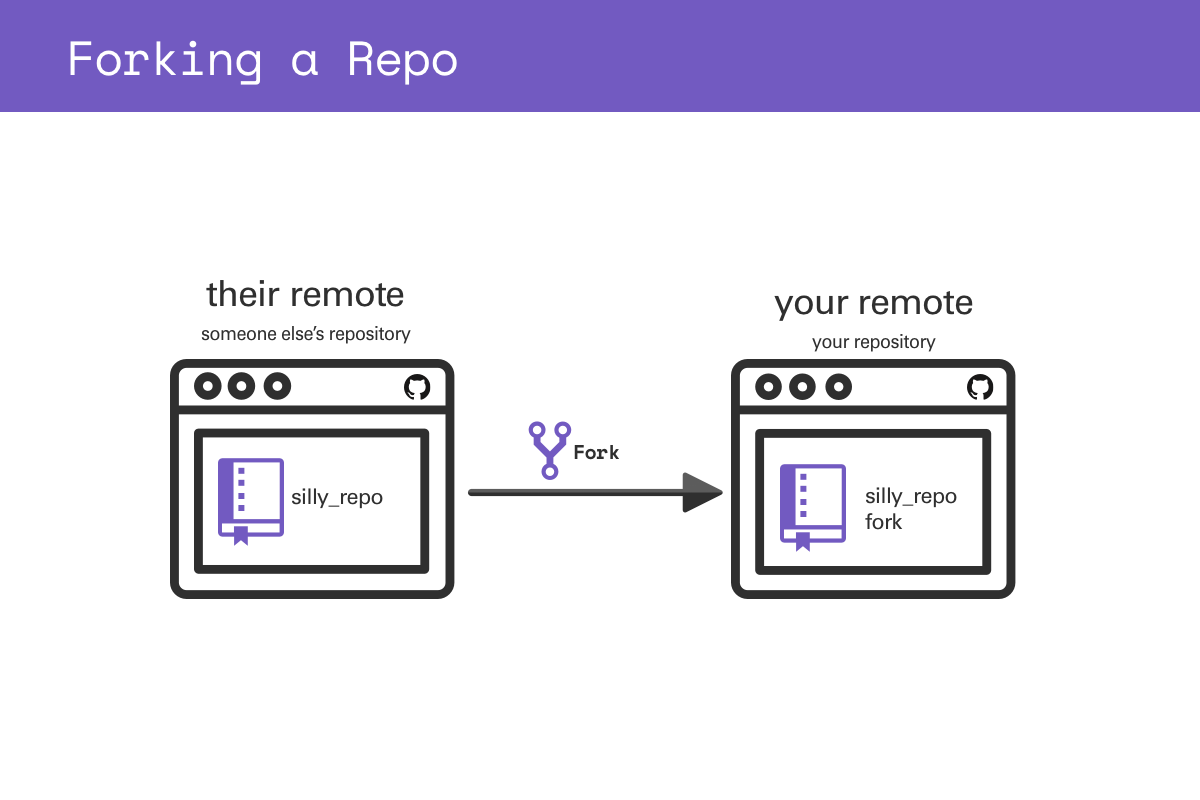 Forking a Repo
their remote
someone else’s repository
silly_repo
Fork
your remote
your repository
silly_repo
fork